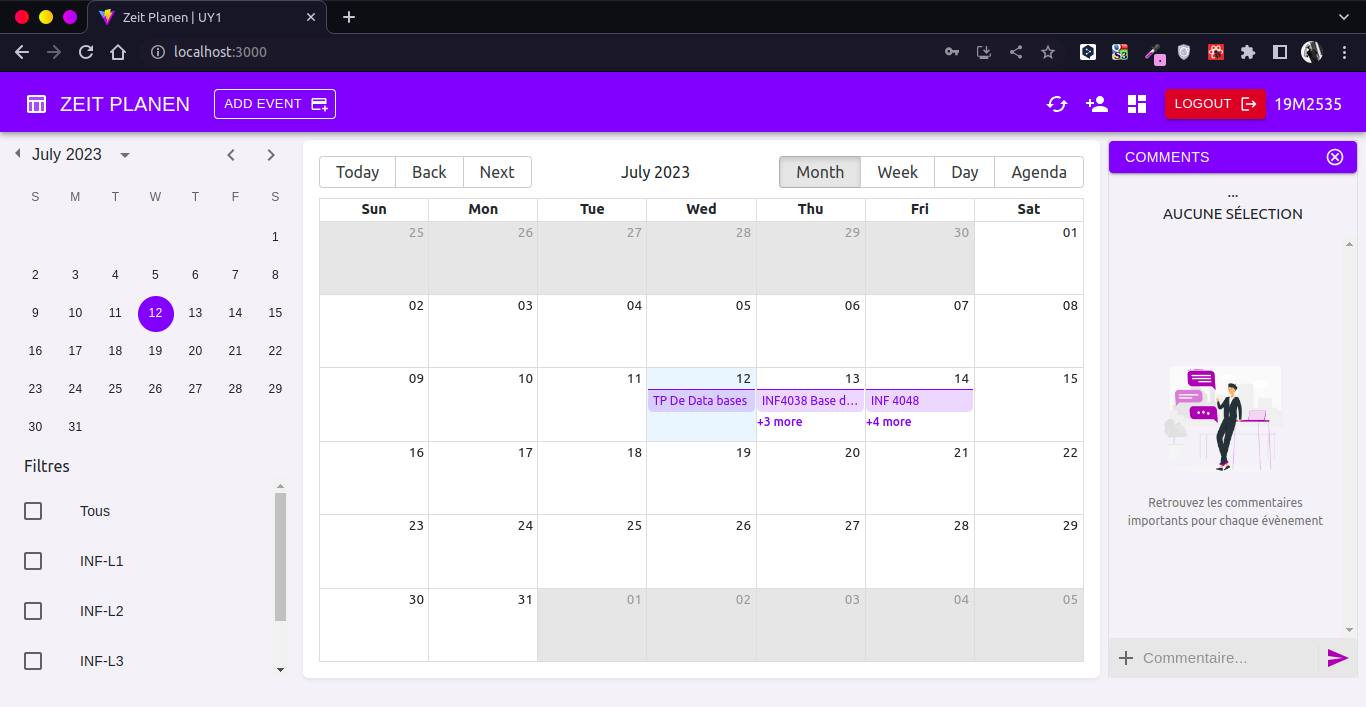 Zeit Planen | UY1
localhost:3000
ZEIT PLANEN ADD EVENT LOGOUT 19M2535
July 2023
S M T W T F S
1
2 3 4 5 6 7 8
9 10 11 12 13 14 15
16 17 18 19 20 21 22
23 24 25 26 27 28 29
30 31
Filtres
Tous
INF-L1
INF-L2
INF-L3
Today Back Next July 2023 Month Week Day Agenda
Sun Mon Tue Wed Thu Fri Sat
25 26 27 28 29 30 01
02 03 04 05 06 07 08
09 10 11 12 13 14 15
TP De Data bases INF4038 Base d... INF 4048
+3 more +4 more
16 17 18 19 20 21 22
23 24 25 26 27 28 29
30 31 01 02 03 04 05
COMMENTS
...
AUCUNE SÉLECTION
Retrouvez les commentaires
importants pour chaque évènement
Commentaire...